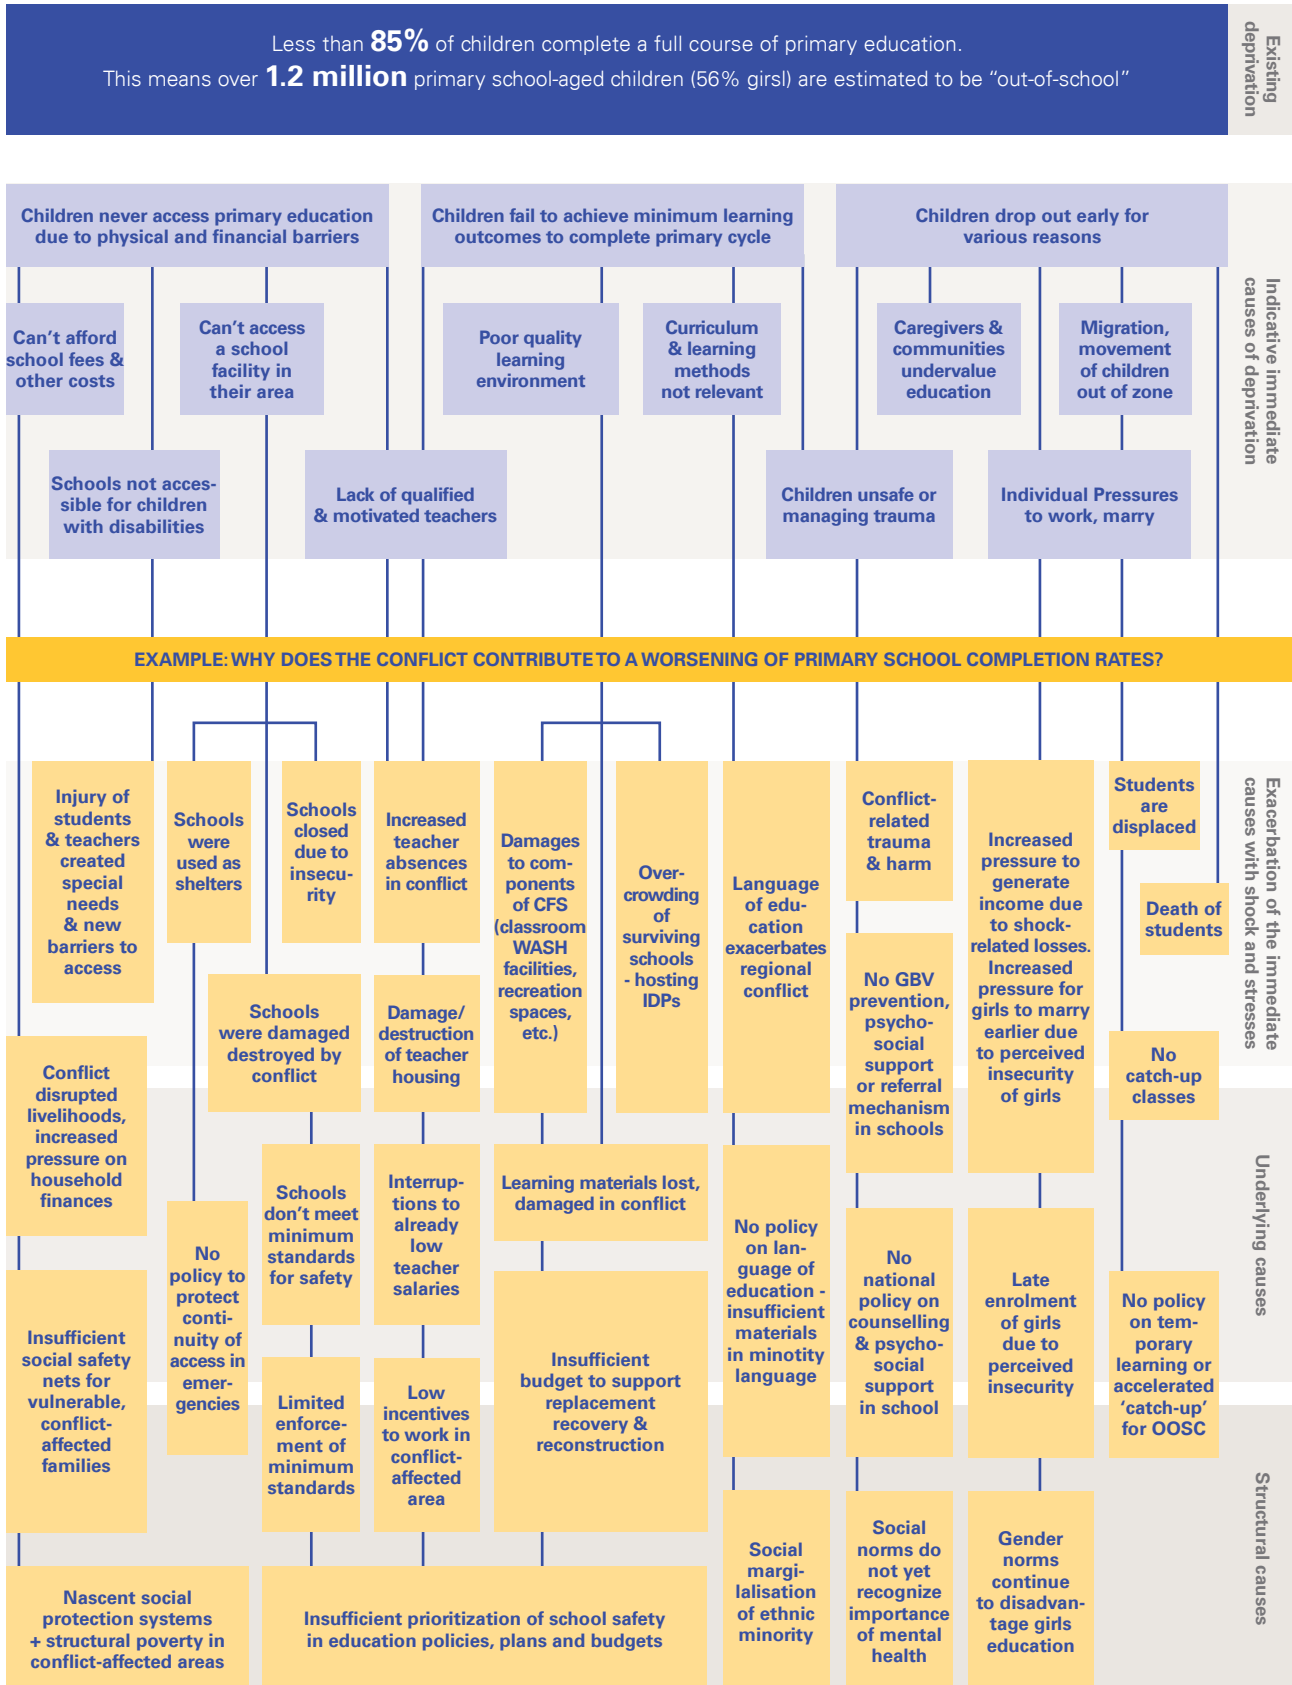 Less than 85% of children complete a full course of primary education.
This means over 1.2 million primary school-aged children (56% girsl) are estimated to be “out-of-school”
Existing
deprivation
Children never access primary education
due to physical and financial barriers
Children fail to achieve minimum learning
outcomes to complete primary cycle
Children drop out early for
various reasons
Indicative immediate
causes of deprivation
Can’t afford
school fees &
other costs
Can’t access
a school
facility in
their area
Poor quality
learning
environment
Curriculum
& learning
methods
not relevant
Caregivers &
communities
undervalue
education
Migration,
movement
of children
out of zone
Schools not acces-
sible for children
with disabilities
Lack of qualified
& motivated teachers
Children unsafe or
managing trauma
Individual Pressures
to work, marry
EXAMPLE: WHY DOES THE CONFLICT CONTRIBUTE TO A WORSENING OF PRIMARY SCHOOL COMPLETION RATES?
Exacerbation of the immediate
causes with shock and stresses
Injury of
students
& teachers
created
special
needs
& new
barriers to
access
Schools
were
used as
shelters
Schools
closed
due to
insecu-
rity
Increased
teacher
absences
in conflict
Damages
to com-
ponents
of CFS
(classroom
WASH
facilities,
recreation
spaces,
etc.)
Over-
crowding
of
surviving
schools
- hosting
IDPs
Language
of edu-
cation
exacerbates
regional
conflict
Conflict-
related
trauma
& harm
Increased
pressure to
generate
income due
to shock-
related losses.
Increased
pressure for
girls to marry
earlier due
to perceived
insecurity
of girls
Students
are
displaced
Death of
students
Schools
were damaged
destroyed by
conflict
Damage/
destruction
of teacher
housing
No GBV
prevention,
psycho-
social
support
or referral
mechanism
in schools
No
catch-up
classes
Conflict
disrupted
livelihoods,
increased
pressure on
household
finances
Underlying causes
Schools
don’t meet
minimum
standards
for safety
Interrup-
tions to
already
low
teacher
salaries
Learning materials lost,
damaged in conflict
No policy
on lan-
guage of
education -
insufficient
materials
in minotity
language
No
policy to
protect
conti-
nuity of
access in
emer-
gencies
No
national
policy on
counselling
& psycho-
social
support
in school
Late
enrolment
of girls
due to
perceived
insecurity
No policy
on tem-
porary
learning or
accelerated
‘catch-up’
for OOSC
Insufficient
social safety
nets for
vulnerable,
conflict-
affected
families
Limited
enforce-
ment of
minimum
standards
Low
incentives
to work in
conflict-
affected
area
Insufficient
budget to support
replacement
recovery &
reconstruction
Structural causes
Nascent social
protection systems
+ structural poverty in
conflict-affected areas
Insufficient prioritization of school safety
in education policies, plans and budgets
Social
margi-
lalisation
of ethnic
minority
Social
norms do
not yet
recognize
importance
of mental
health
Gender
norms
continue
to disadvan-
tage girls
education